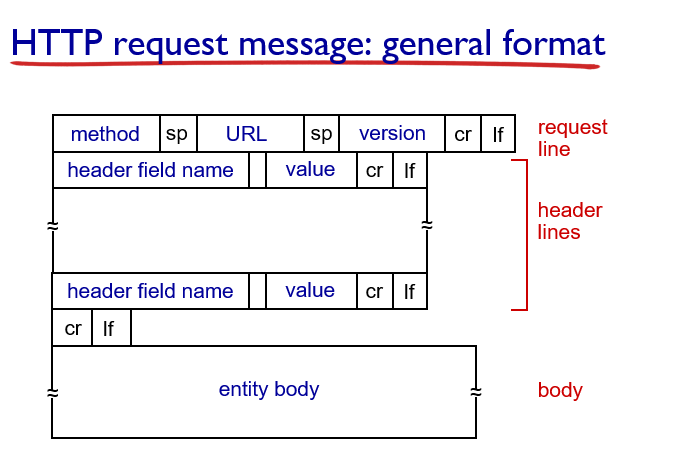 HTTP request message: general format
method sp URL sp version cr lf
request
line
header field name value cr lf
header
lines
≈ ≈
header field name value cr lf
cr lf
≈ entity body ≈
body